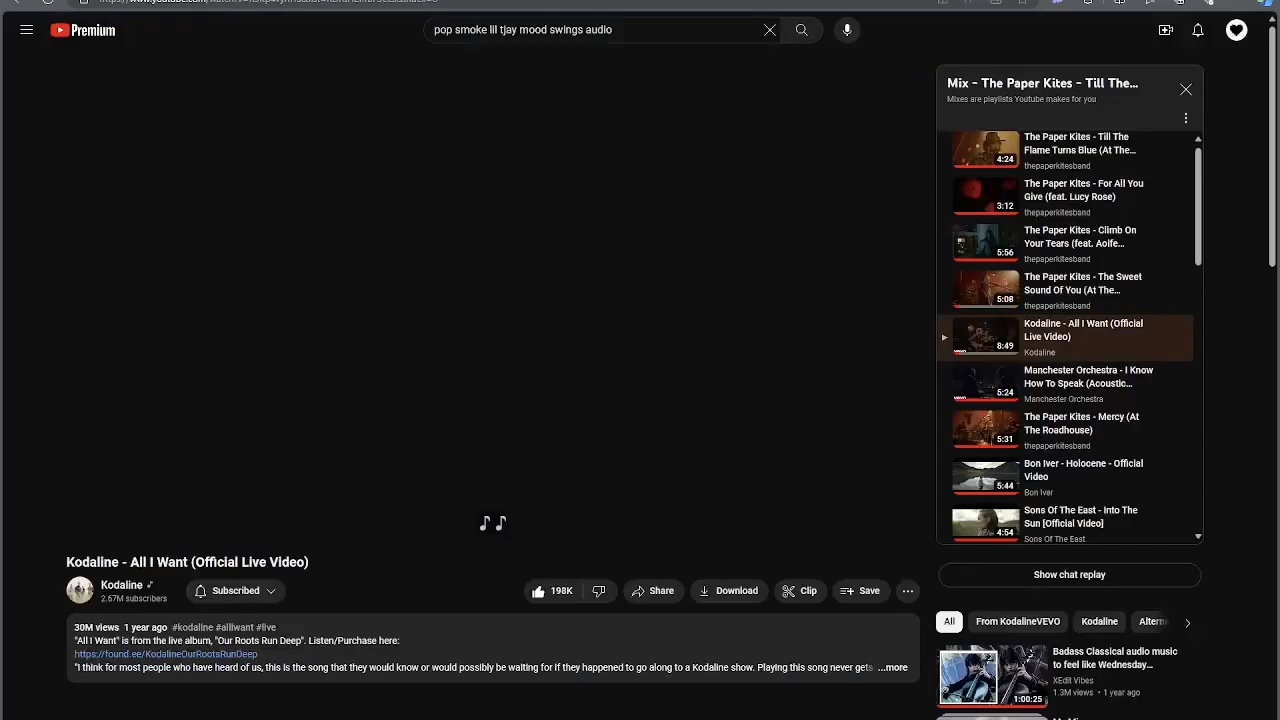 Premium
pop smoke lil tjay mood swings audio
Mix - The Paper Kites - Till The...
Mixes are playlists Youtube makes for you
The Paper Kites - Till The
Flame Turns Blue (At The...
4:24
thepaperkitesband
The Paper Kites - For All You
Give (feat. Lucy Rose)
3:12
thepaperkitesband
The Paper Kites - Climb On
Your Tears (feat. Aoife...
5:56
thepaperkitesband
The Paper Kites - The Sweet
Sound Of You (At The...
5:08
thepaperkitesband
Kodaline - All I Want (Official
Live Video)
8:49
Kodaline
Manchester Orchestra - I Know
How To Speak (Acoustic...
5:24
Manchester Orchestra
The Paper Kites - Mercy (At
The Roadhouse)
5:31
thepaperkitesband
Bon Iver - Holocene - Official
Video
5:44
Bon Iver
Sons Of The East - Into The
Sun [Official Video]
4:54
Sons Of The East
♪ ♪
Kodaline - All I Want (Official Live Video)
Kodaline
2.67M subscribers
Subscribed
198K
Share
Download
Clip
Save
30M views 1 year ago #kodaline #alliwant #live
"All I Want" is from the live album, "Our Roots Run Deep". Listen/Purchase here:
https://found.ee/KodalineOurRootsRunDeep
"I think for most people who have heard of us, this is the song that they would know or would possibly be waiting for if they happened to go along to a Kodaline show. Playing this song never gets ...more
Show chat replay
All
From KodalineVEVO
Kodaline
Altern
Badass Classical audio music
to feel like Wednesday...
XEdit Vibes
1.3M views • 1 year ago
1:00:25